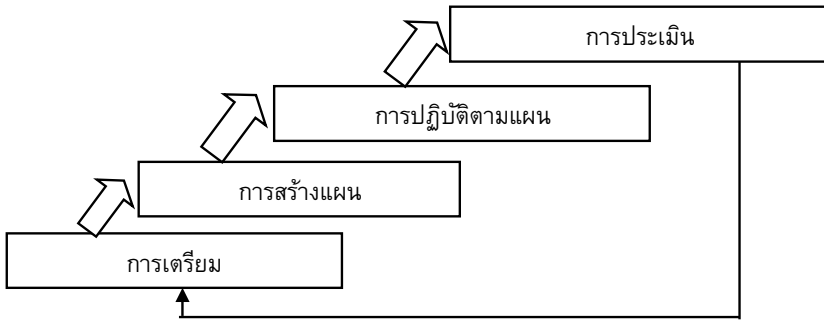 การประเมิน
การปฏิบัติตามแผน
การสร้างแผน
การเตรียม